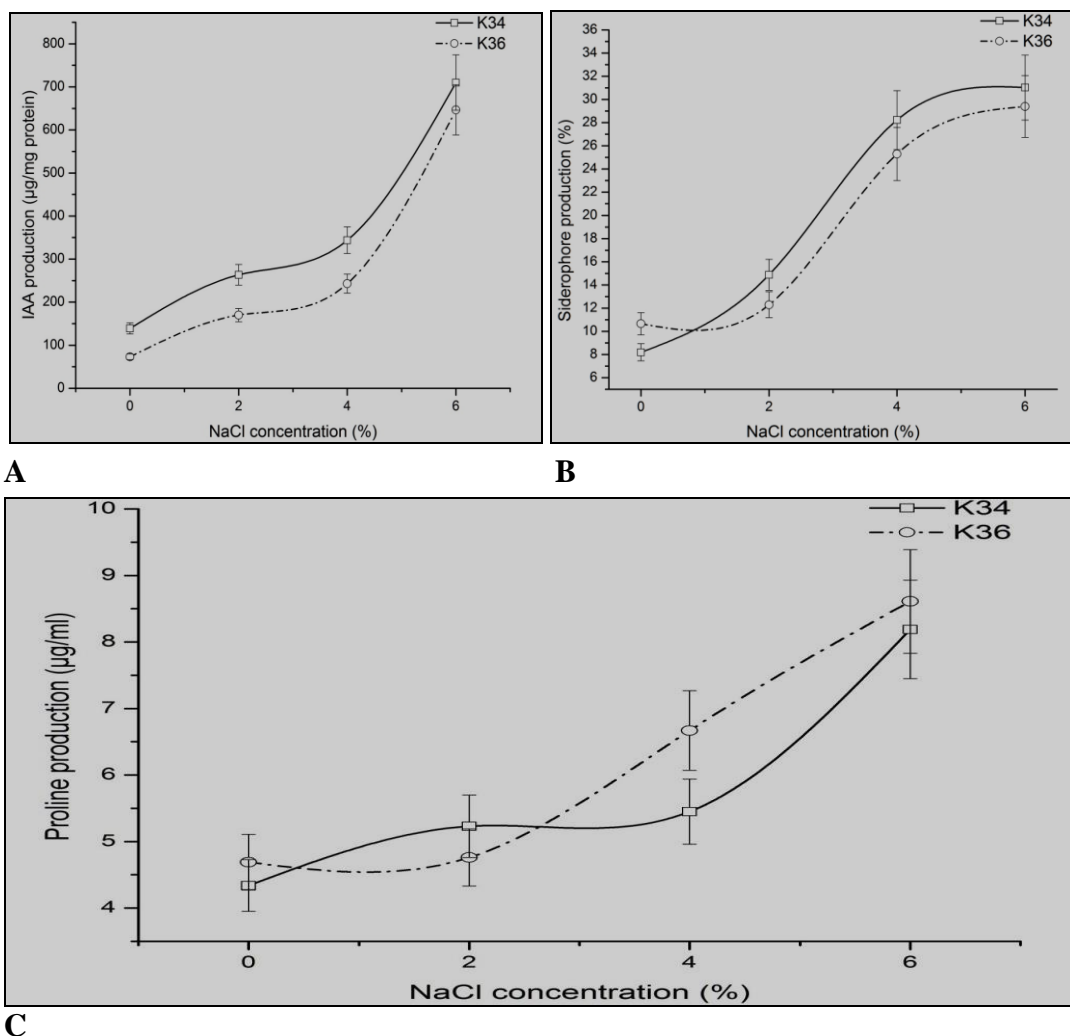 K34
K36
800
700
600
500
400
300
200
100
0
IAA production (µg/mg protein)
0 2 4 6
NaCl concentration (%)
A
K34
K36
36
34
32
30
28
26
24
22
20
18
16
14
12
10
8
6
Siderophore production (%)
0 2 4 6
NaCl concentration (%)
B
K34
K36
10
9
8
7
6
5
4
Proline production (µg/ml)
0 2 4 6
NaCl concentration (%)
C